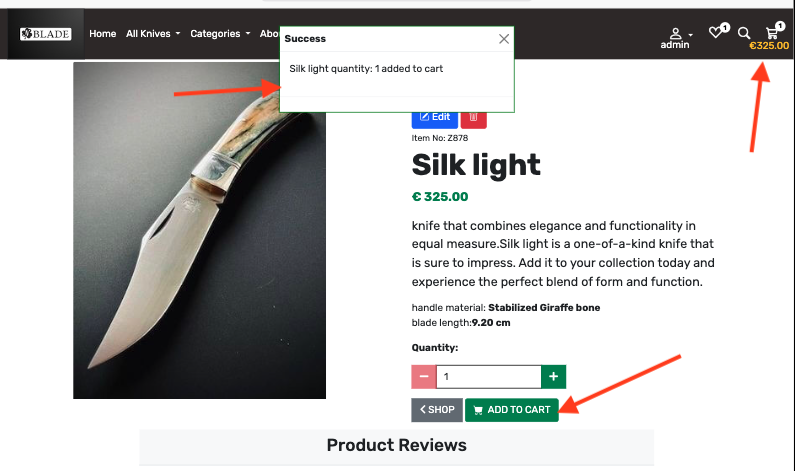 BLADE
Home All Knives Categories Abo
admin
1
1
€325.00
Success
Silk light quantity: 1 added to cart
Edit
Item No: Z878
Silk light
€ 325.00
knife that combines elegance and functionality in
equal measure.Silk light is a one-of-a-kind knife that
is sure to impress. Add it to your collection today and
experience the perfect blend of form and function.
handle material: Stabilized Giraffe bone
blade length:9.20 cm
Quantity:
1
SHOP
ADD TO CART
Product Reviews